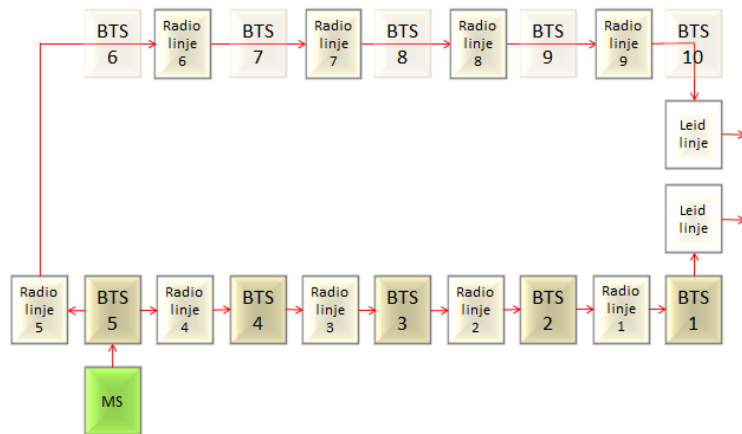 BTS
6
Radio
linje
6
BTS
7
Radio
linje
7
BTS
8
Radio
linje
8
BTS
9
Radio
linje
9
BTS
10
Leid
linje
Leid
linje
Radio
linje
5
BTS
5
Radio
linje
4
BTS
4
Radio
linje
3
BTS
3
Radio
linje
2
BTS
2
Radio
linje
1
BTS
1
MS